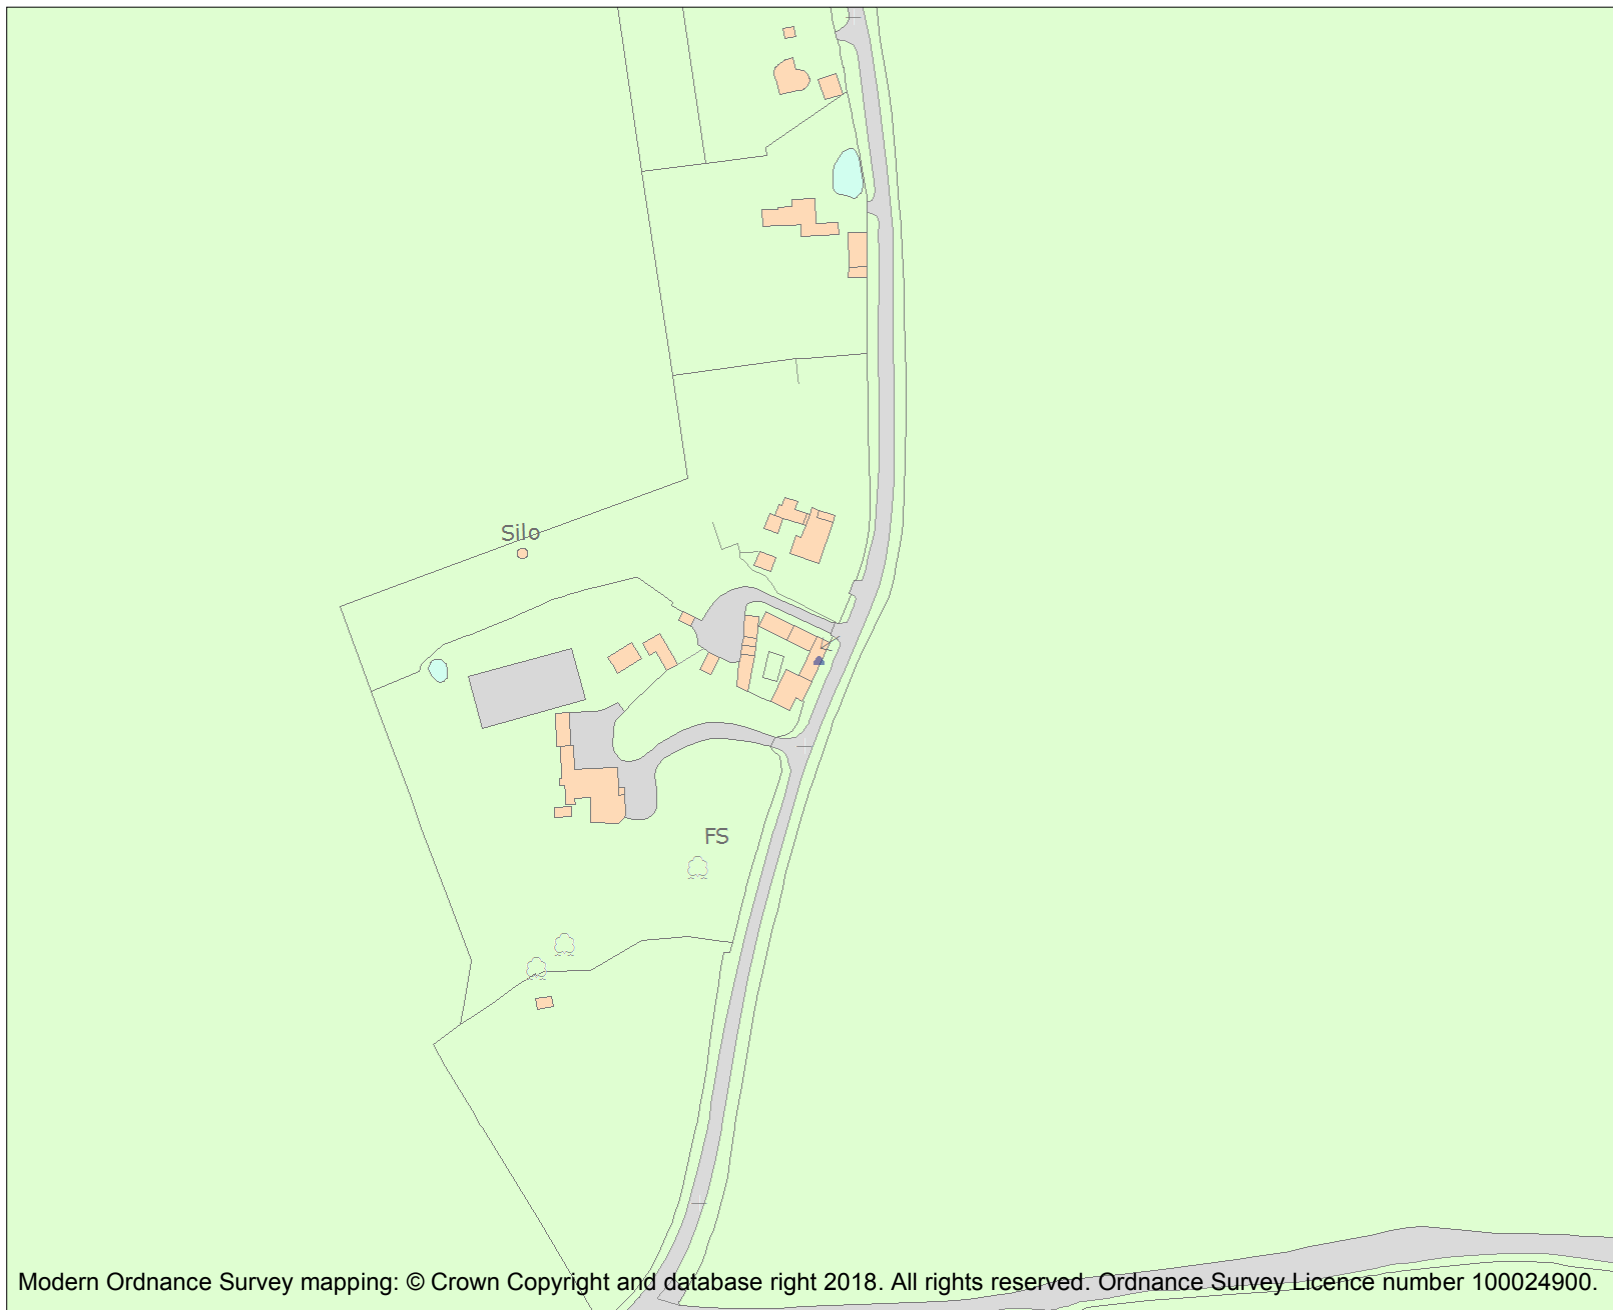 Silo
FS
Modern Ordnance Survey mapping: © Crown Copyright and database right 2018. All rights reserved. Ordnance Survey Licence number 100024900.